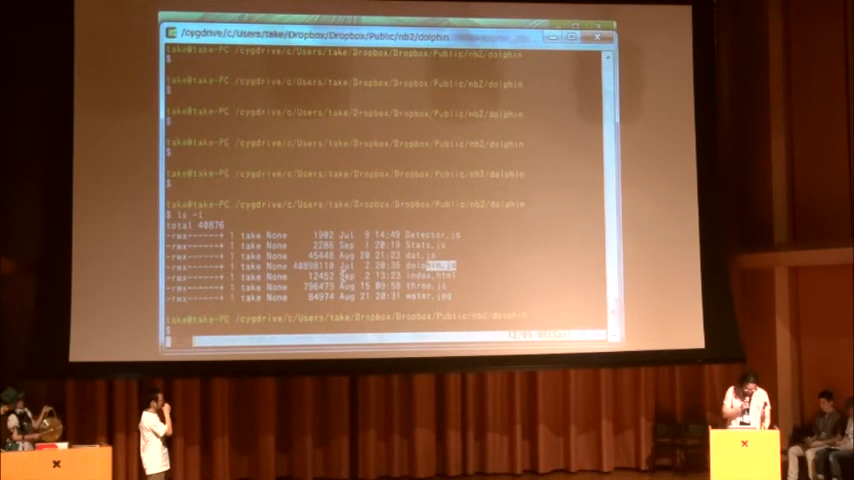 /cygdrive/c/Users/take/Dropbox/Dropbox/Public/nb2/dolphin
take@take-PC /cygdrive/c/Users/take/Dropbox/Dropbox/Public/nb2/dolphin
$
take@take-PC /cygdrive/c/Users/take/Dropbox/Dropbox/Public/nb2/dolphin
$
take@take-PC /cygdrive/c/Users/take/Dropbox/Dropbox/Public/nb2/dolphin
$
take@take-PC /cygdrive/c/Users/take/Dropbox/Dropbox/Public/nb2/dolphin
$
take@take-PC /cygdrive/c/Users/take/Dropbox/Dropbox/Public/nb2/dolphin
$
take@take-PC /cygdrive/c/Users/take/Dropbox/Dropbox/Public/nb2/dolphin
$ ls -l
total 40876
-rwx------+ 1 take None 1902 Jul 9 14:49 Detector.js
-rwx------+ 1 take None 2286 Sep 1 20:19 Stats.js
-rwx------+ 1 take None 45448 Aug 20 21:23 dat.js
-rwx------+ 1 take None 40898110 Jul 2 20:36 dolphin.js
-rwx------+ 1 take None 12452 Sep 2 13:23 index.html
-rwx------+ 1 take None 796479 Aug 15 09:58 three.js
-rwx------+ 1 take None 84974 Aug 21 20:31 water.jpg
take@take-PC /cygdrive/c/Users/take/Dropbox/Dropbox/Public/nb2/dolphin
$